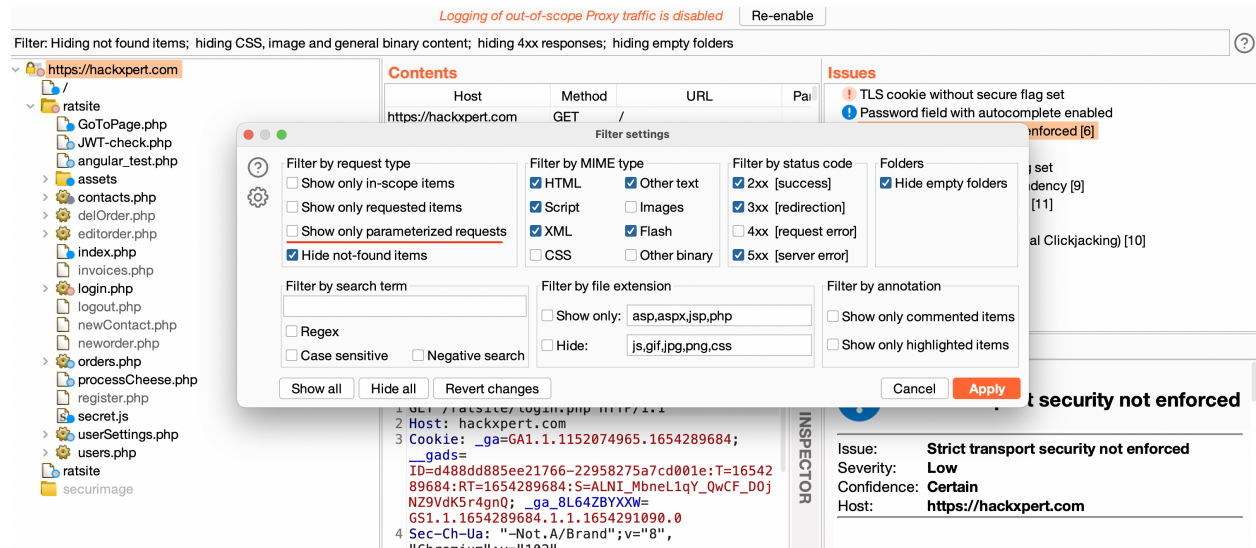 Logging of out-of-scope Proxy traffic is disabled
Re-enable
Filter: Hiding not found items; hiding CSS, image and general binary content; hiding 4xx responses; hiding empty folders
?
https://hackxpert.com
/
ratsite
GoToPage.php
JWT-check.php
angular_test.php
assets
contacts.php
delOrder.php
editorder.php
index.php
invoices.php
login.php
logout.php
newContact.php
neworder.php
orders.php
processCheese.php
register.php
secret.js
userSettings.php
users.php
ratsite
securimage
Contents
Host Method URL
https://hackxpert.com GET /
Issues
TLS cookie without secure flag set
Password field with autocomplete enabled
enforced [6]
set
[11]
Clickjacking) [10]
Filter settings
?
Filter by request type
Show only in-scope items
Show only requested items
Show only parameterized requests
Hide not-found items
Filter by MIME type
HTML Other text
Script Images
XML Flash
CSS Other binary
Filter by status code
2xx [success]
3xx [redirection]
4xx [request error]
5xx [server error]
Folders
Hide empty folders
Filter by search term
Regex
Case sensitive Negative search
Filter by file extension
Show only: asp,aspx,jsp,php
Hide: js,gif,jpg,png,css
Filter by annotation
Show only commented items
Show only highlighted items
Show all Hide all Revert changes Cancel Apply
1 GET /ratsite/login.php HTTP/1.1
2 Host: hackxpert.com
3 Cookie: _ga=GA1.1.1152074965.1654289684;
__gads=
ID=d488dd885ee21766-22958275a7cd001e:T=16542
89684:RT=1654289684:S=ALNI_MbneL1qY_QwCF_DOj
NZ9VdK5r4gnQ; _ga_8L64ZBYXXW=
GS1.1.1654289684.1.1.1654291090.0
4 Sec-Ch-Ua: "-Not.A/Brand";v="8",
"Chromium";v="102"
INSPECTOR
security not enforced
Issue: Strict transport security not enforced
Severity: Low
Confidence: Certain
Host: https://hackxpert.com